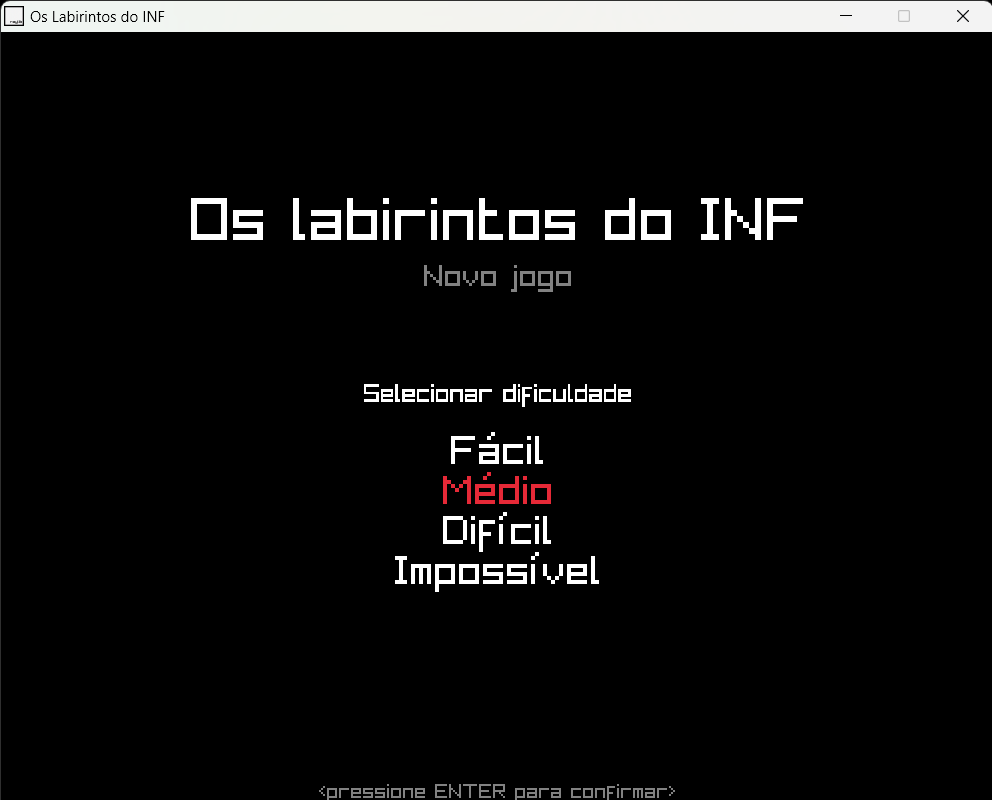 Os Labirintos do INF
Os labirintos do INF
Novo jogo
Selecionar dificuldade
Fácil
Médio
Difícil
Impossível
<pressione ENTER para confirmar>